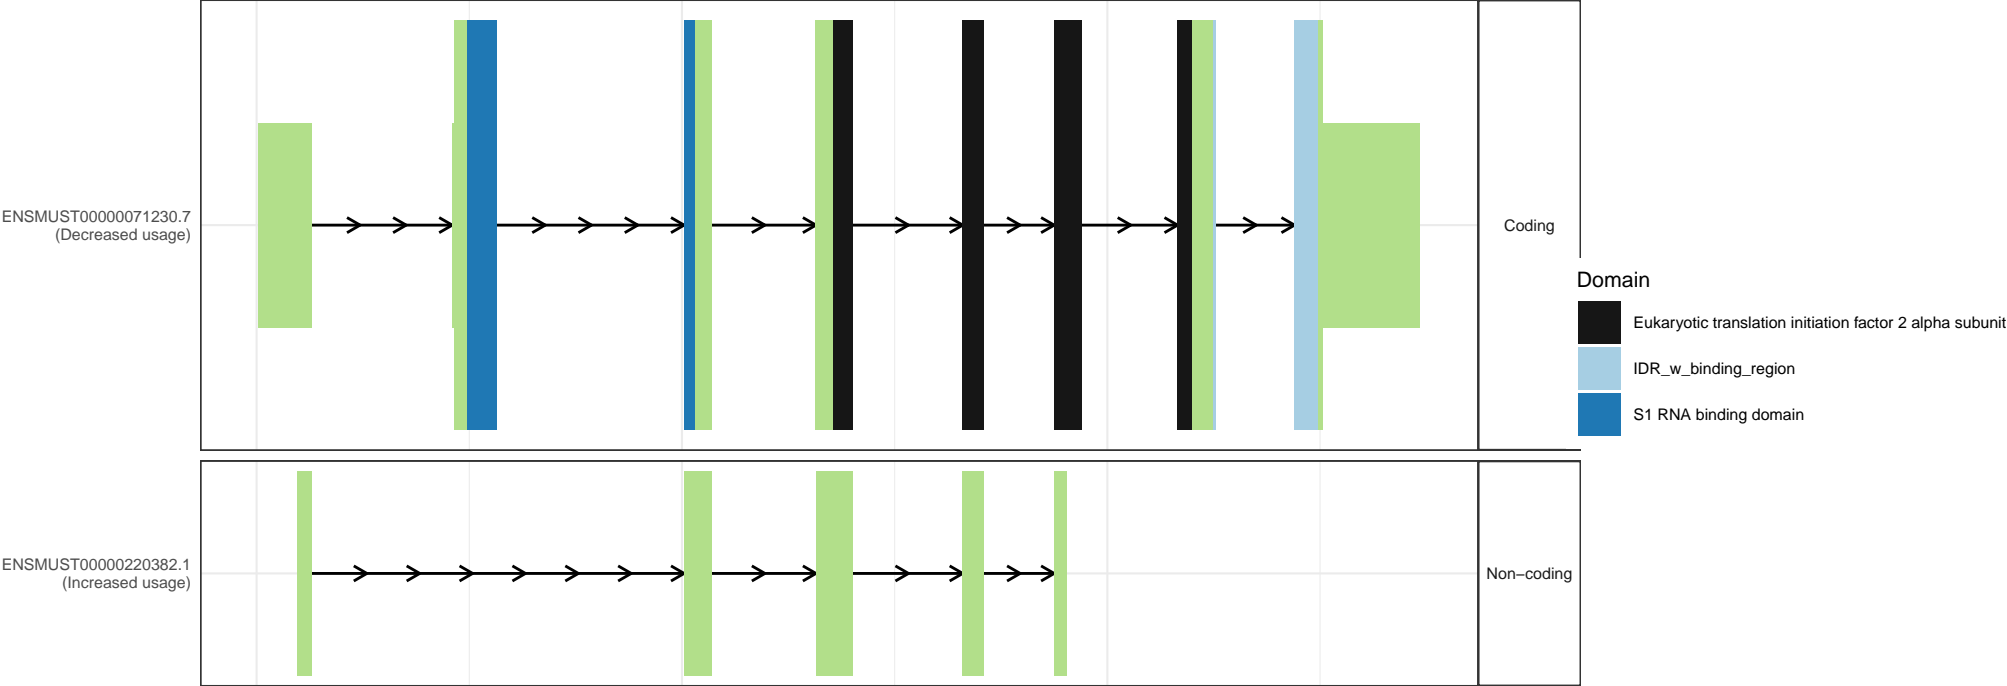 ENSMUST00000071230.7
(Decreased usage)
Coding
Domain
Eukaryotic translation initiation factor 2 alpha subunit
IDR_w_binding_region
S1 RNA binding domain
ENSMUST00000220382.1
(Increased usage)
Non−coding